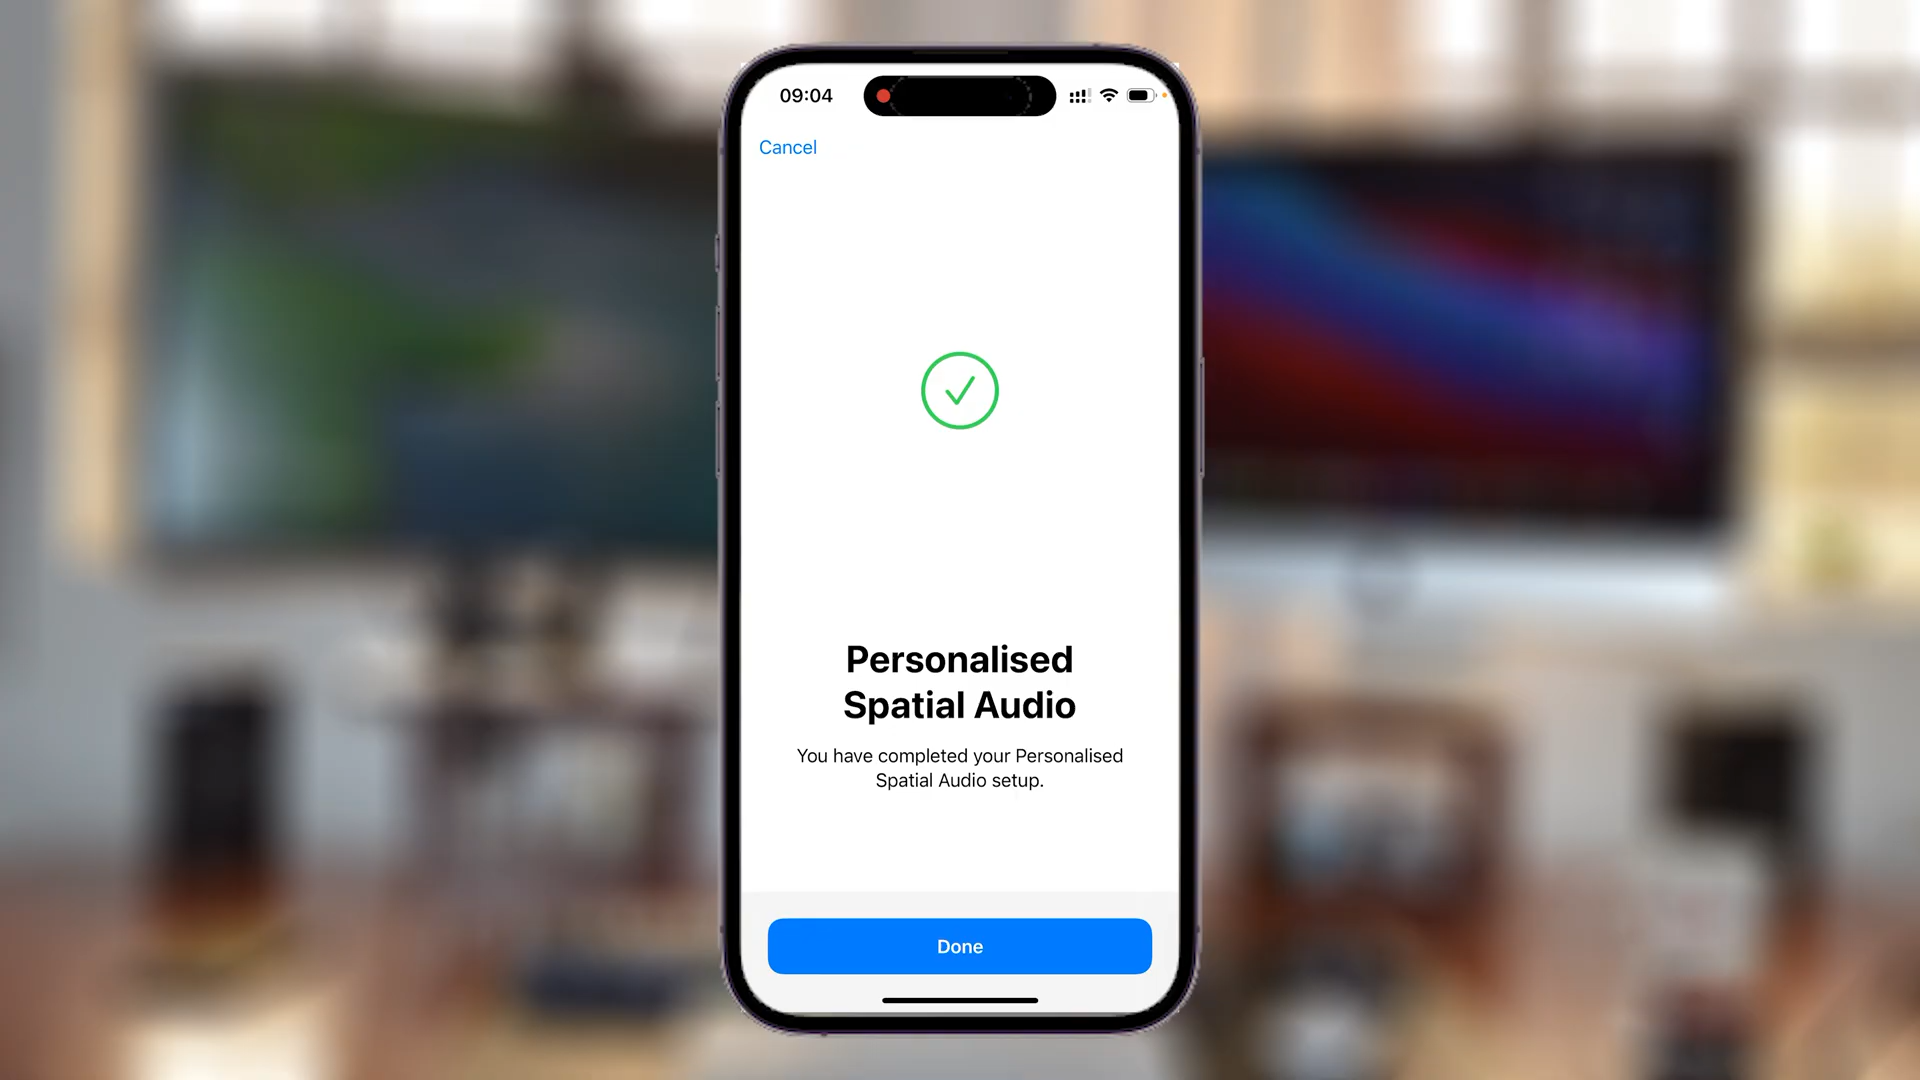 09:04
Cancel
Personalised
Spatial Audio
You have completed your Personalised
Spatial Audio setup.
Done